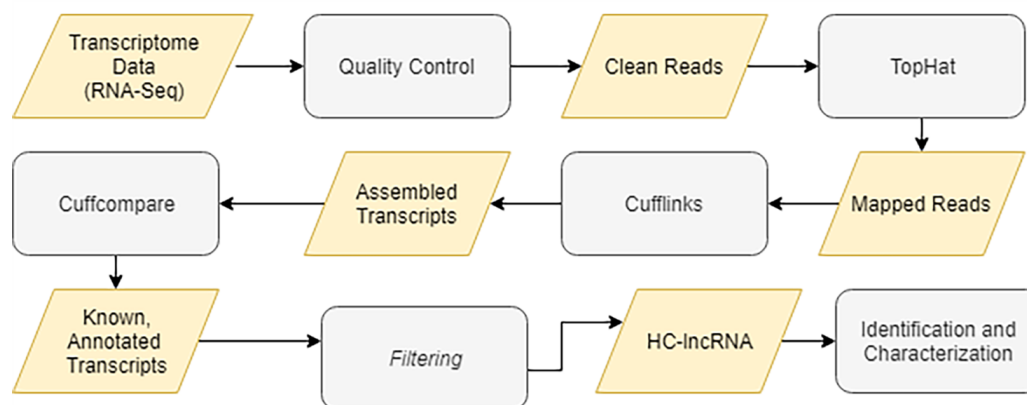 Transcriptome
Data
(RNA-Seq)
Quality Control
Clean Reads
TopHat
Mapped Reads
Cufflinks
Assembled
Transcripts
Cuffcompare
Known,
Annotated
Transcripts
Filtering
HC-lncRNA
Identification and
Characterization